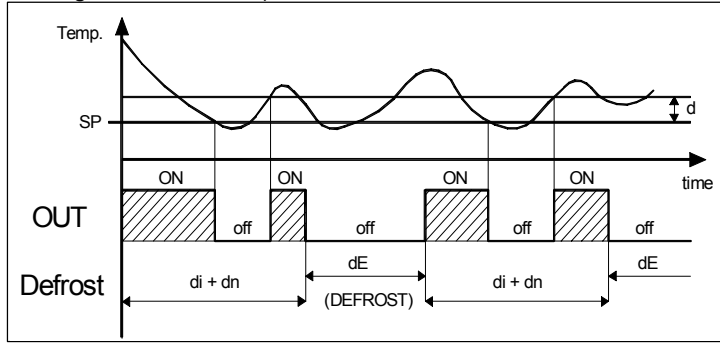 Temp.
d
SP
time
ON ON ON ON
OUT
off off off off
dE dE
Defrost
di + dn (DEFROST) di + dn